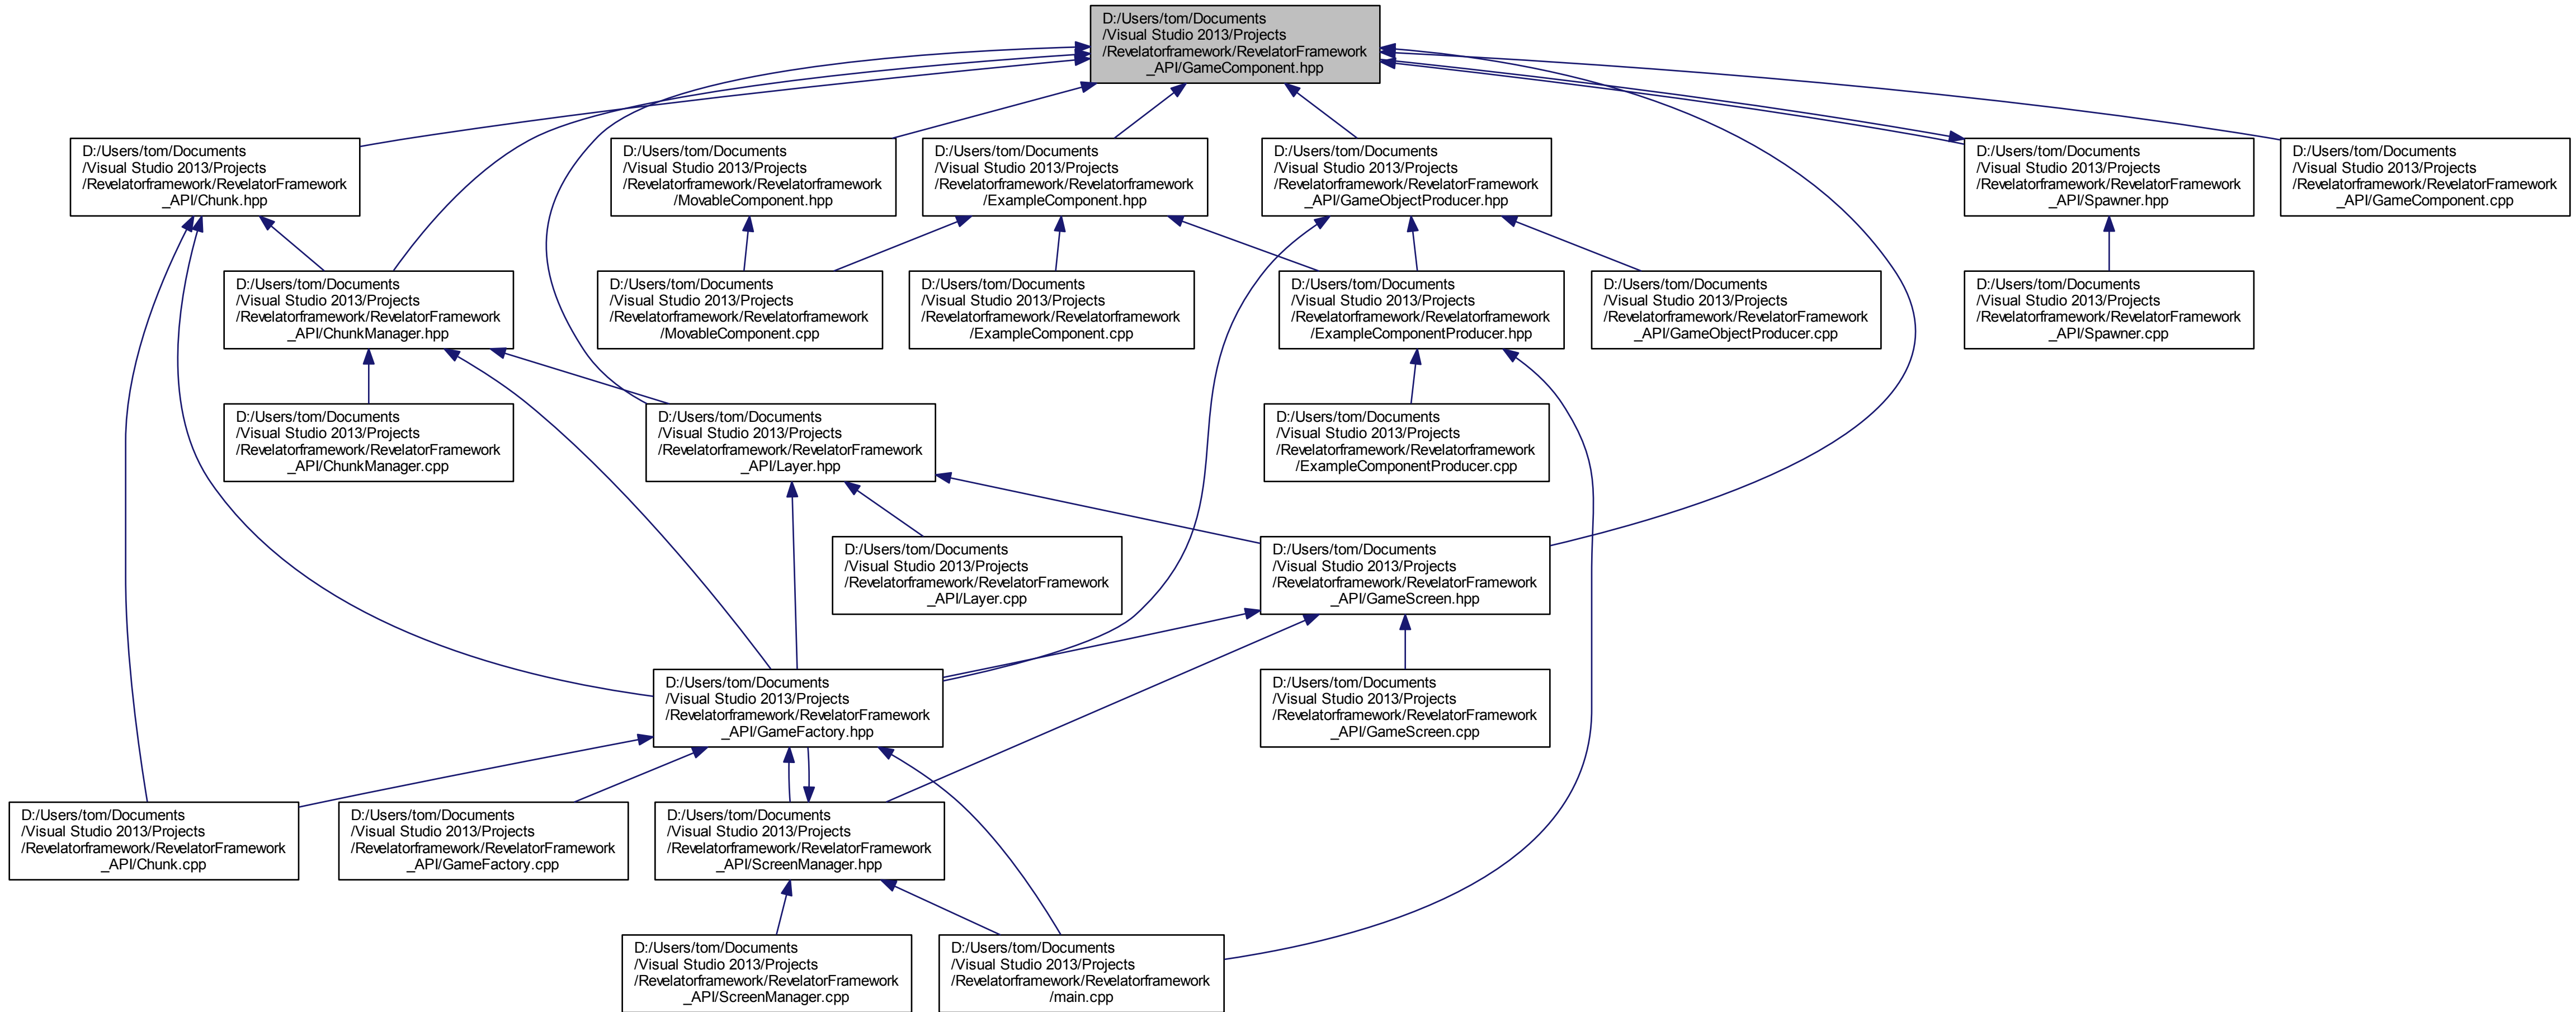 D:/Users/tom/Documents
/Visual Studio 2013/Projects
/Revelatorframework/RevelatorFramework
_API/GameComponent.hpp
D:/Users/tom/Documents
/Visual Studio 2013/Projects
/Revelatorframework/RevelatorFramework
_API/Chunk.hpp
D:/Users/tom/Documents
/Visual Studio 2013/Projects
/Revelatorframework/Revelatorframework
/MovableComponent.hpp
D:/Users/tom/Documents
/Visual Studio 2013/Projects
/Revelatorframework/Revelatorframework
/ExampleComponent.hpp
D:/Users/tom/Documents
/Visual Studio 2013/Projects
/Revelatorframework/RevelatorFramework
_API/GameObjectProducer.hpp
D:/Users/tom/Documents
/Visual Studio 2013/Projects
/Revelatorframework/RevelatorFramework
_API/Spawner.hpp
D:/Users/tom/Documents
/Visual Studio 2013/Projects
/Revelatorframework/RevelatorFramework
_API/GameComponent.cpp
D:/Users/tom/Documents
/Visual Studio 2013/Projects
/Revelatorframework/RevelatorFramework
_API/ChunkManager.hpp
D:/Users/tom/Documents
/Visual Studio 2013/Projects
/Revelatorframework/Revelatorframework
/MovableComponent.cpp
D:/Users/tom/Documents
/Visual Studio 2013/Projects
/Revelatorframework/Revelatorframework
/ExampleComponent.cpp
D:/Users/tom/Documents
/Visual Studio 2013/Projects
/Revelatorframework/Revelatorframework
/ExampleComponentProducer.hpp
D:/Users/tom/Documents
/Visual Studio 2013/Projects
/Revelatorframework/RevelatorFramework
_API/GameObjectProducer.cpp
D:/Users/tom/Documents
/Visual Studio 2013/Projects
/Revelatorframework/RevelatorFramework
_API/Spawner.cpp
D:/Users/tom/Documents
/Visual Studio 2013/Projects
/Revelatorframework/RevelatorFramework
_API/ChunkManager.cpp
D:/Users/tom/Documents
/Visual Studio 2013/Projects
/Revelatorframework/RevelatorFramework
_API/Layer.hpp
D:/Users/tom/Documents
/Visual Studio 2013/Projects
/Revelatorframework/Revelatorframework
/ExampleComponentProducer.cpp
D:/Users/tom/Documents
/Visual Studio 2013/Projects
/Revelatorframework/RevelatorFramework
_API/Layer.cpp
D:/Users/tom/Documents
/Visual Studio 2013/Projects
/Revelatorframework/RevelatorFramework
_API/GameScreen.hpp
D:/Users/tom/Documents
/Visual Studio 2013/Projects
/Revelatorframework/RevelatorFramework
_API/GameFactory.hpp
D:/Users/tom/Documents
/Visual Studio 2013/Projects
/Revelatorframework/RevelatorFramework
_API/GameScreen.cpp
D:/Users/tom/Documents
/Visual Studio 2013/Projects
/Revelatorframework/RevelatorFramework
_API/Chunk.cpp
D:/Users/tom/Documents
/Visual Studio 2013/Projects
/Revelatorframework/RevelatorFramework
_API/GameFactory.cpp
D:/Users/tom/Documents
/Visual Studio 2013/Projects
/Revelatorframework/RevelatorFramework
_API/ScreenManager.hpp
D:/Users/tom/Documents
/Visual Studio 2013/Projects
/Revelatorframework/RevelatorFramework
_API/ScreenManager.cpp
D:/Users/tom/Documents
/Visual Studio 2013/Projects
/Revelatorframework/Revelatorframework
/main.cpp